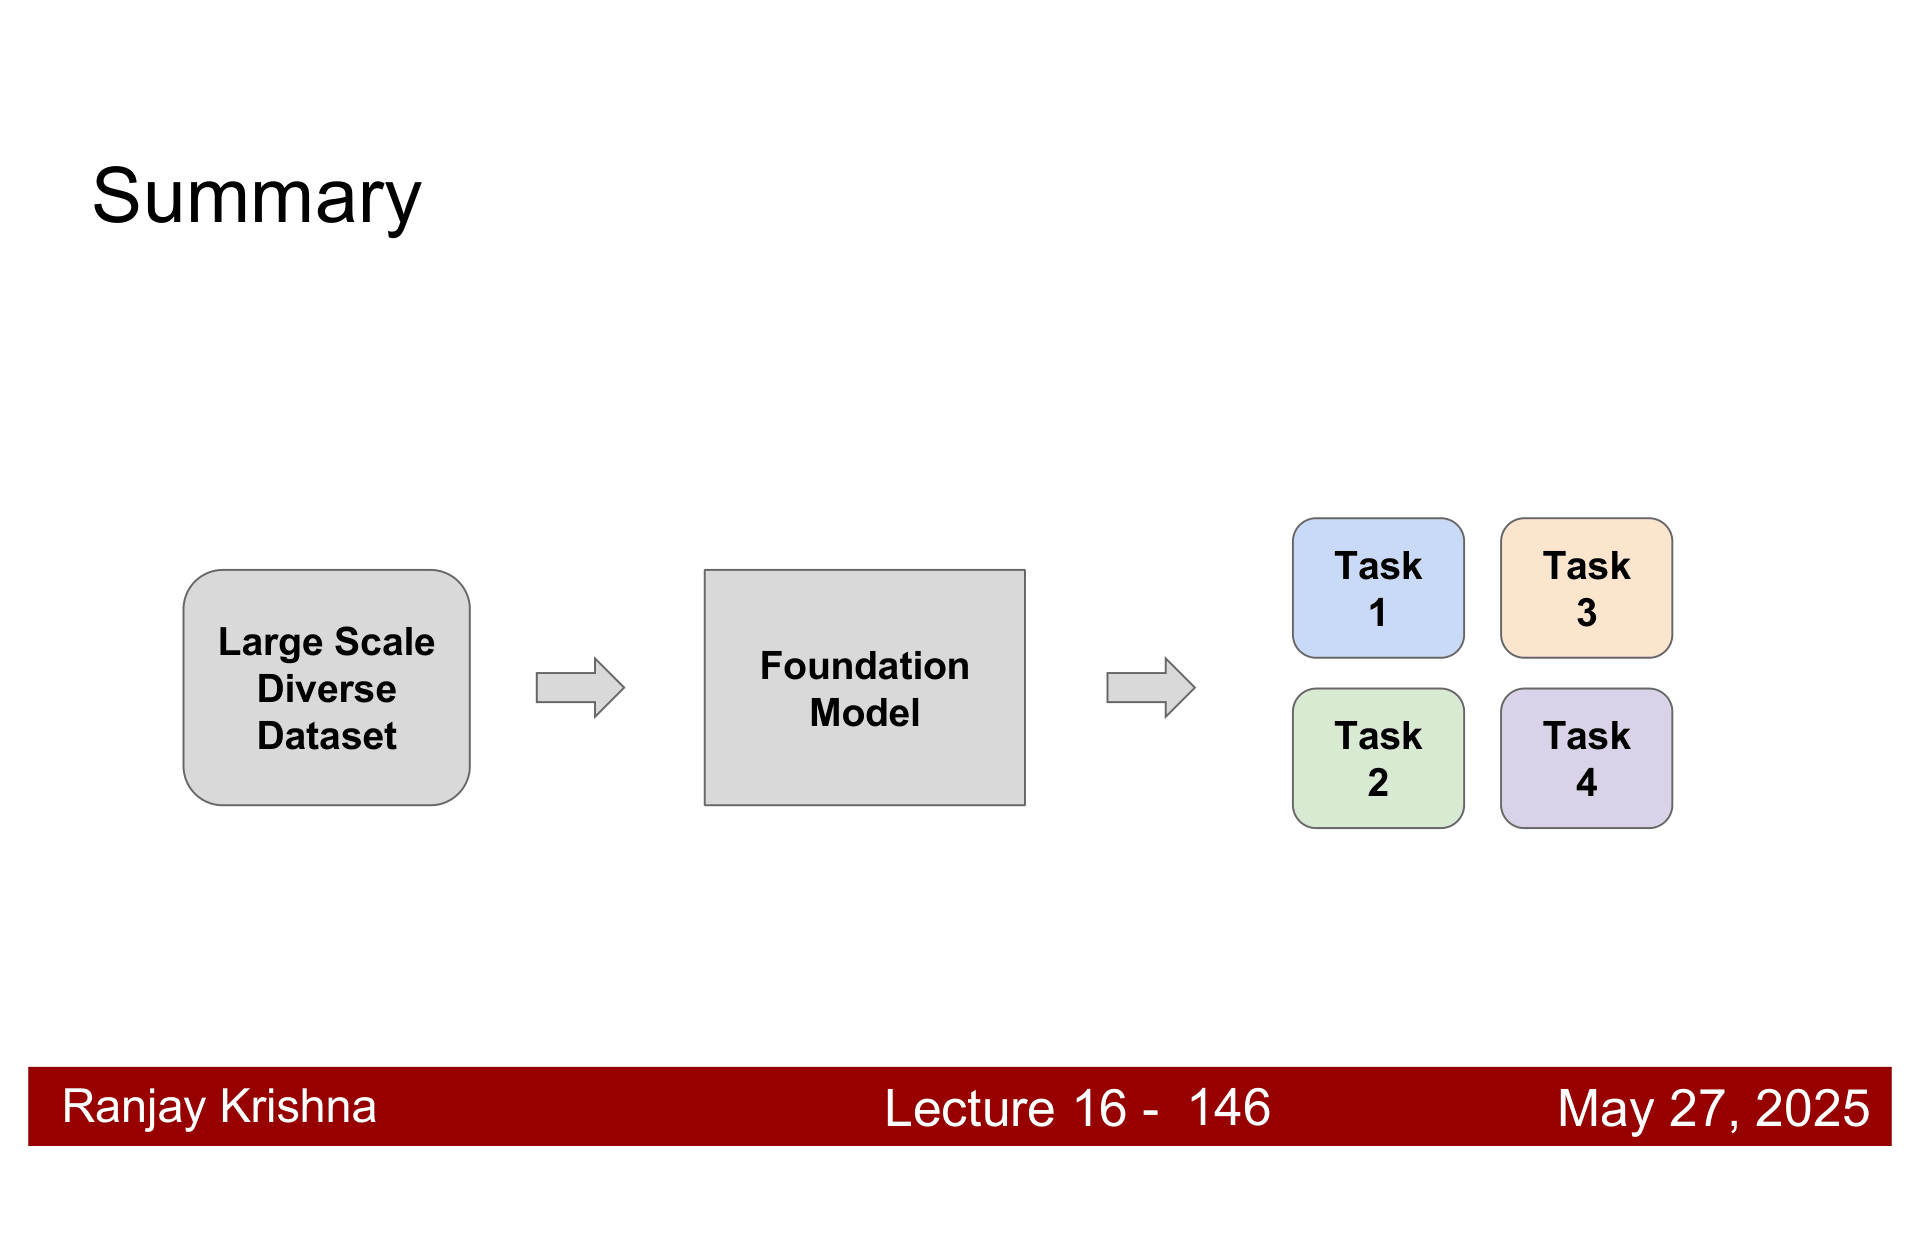 Summary
Large Scale
Diverse
Dataset
Foundation
Model
Task
1
Task
3
Task
2
Task
4
Ranjay Krishna
Lecture 16 - 146
May 27, 2025